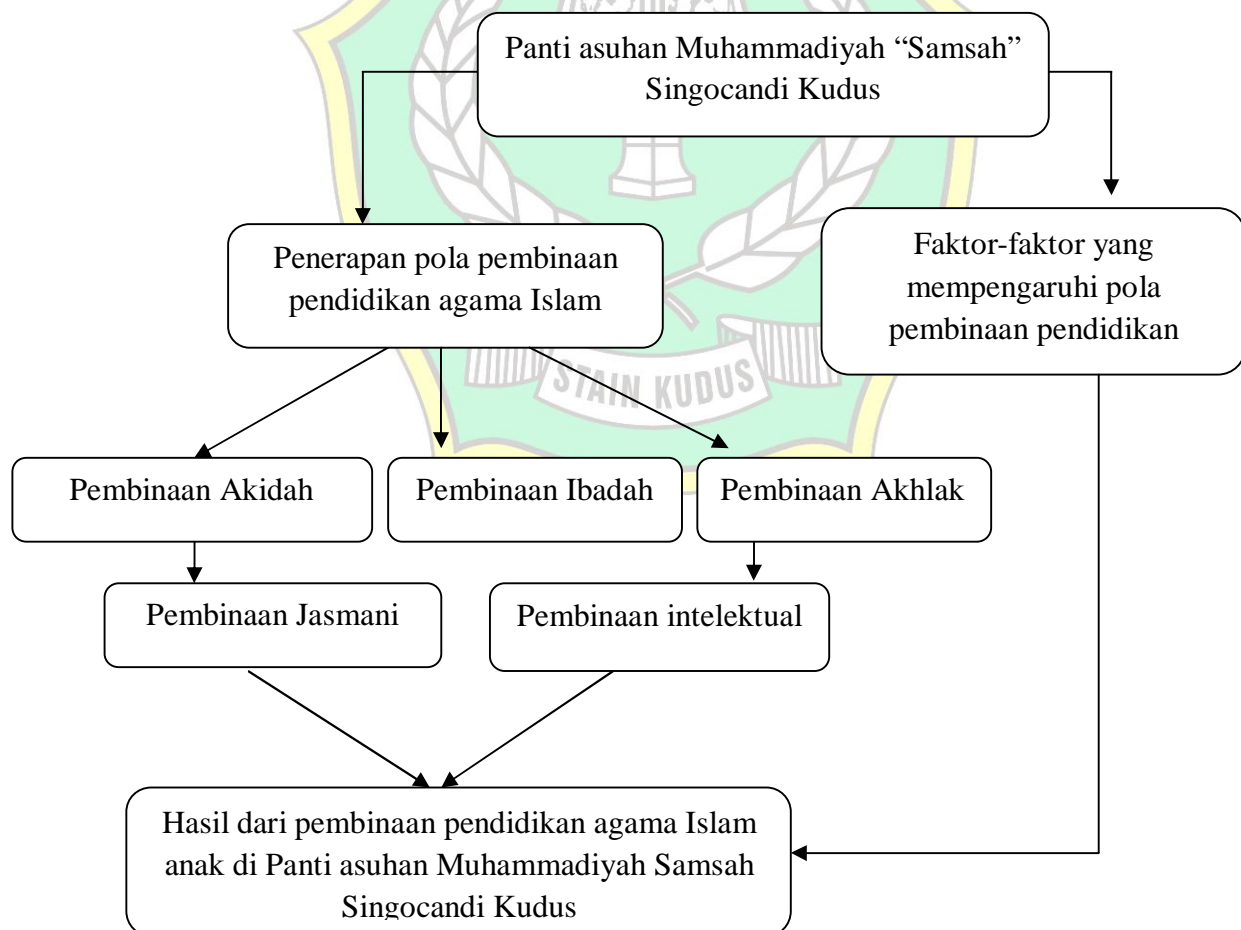 Panti asuhan Muhammadiyah “Samsah”
Singocandi Kudus
Penerapan pola pembinaan
pendidikan agama Islam
Faktor-faktor yang
mempengaruhi pola
pembinaan pendidikan
STAIN KUDUS
Pembinaan Akidah
Pembinaan Ibadah
Pembinaan Akhlak
Pembinaan Jasmani
Pembinaan intelektual
Hasil dari pembinaan pendidikan agama Islam
anak di Panti asuhan Muhammadiyah Samsah
Singocandi Kudus